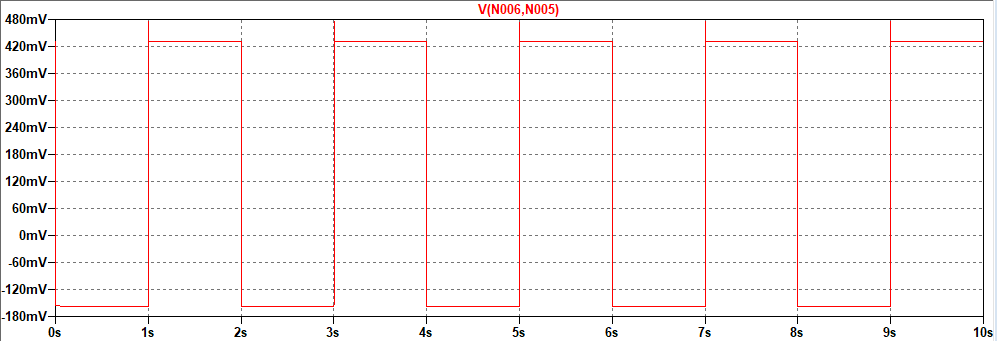 V(N006,N005)
480mV
420mV
360mV
300mV
240mV
180mV
120mV
60mV
0mV
-60mV
-120mV
-180mV
0s 1s 2s 3s 4s 5s 6s 7s 8s 9s 10s